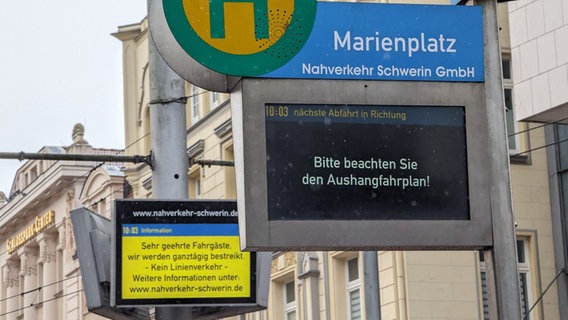 H
Marienplatz
Nahverkehr Schwerin GmbH
10:03 nächste Abfahrt in Richtung
Bitte beachten Sie
den Aushangfahrplan!
www.nahverkehr-schwerin.de
10:03 Information
Sehr geehrte Fahrgäste.
wir werden ganztägig bestreikt.
- Kein Linienverkehr -
Weitere Informationen unter
www.nahverkehr-schwerin.de
SCHLOSSPARK-CENTER